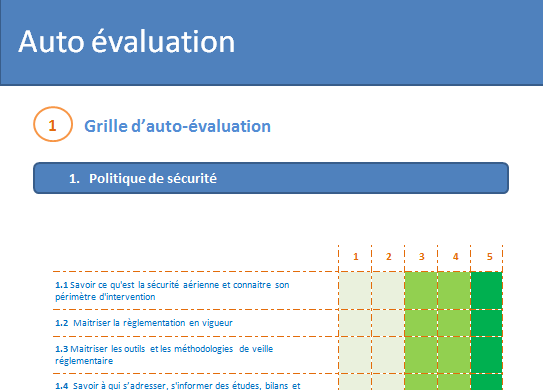 Auto évaluation
1 Grille d'auto-évaluation
1. Politique de sécurité
1 2 3 4 5
1.1 Savoir ce qu'est la sécurité aérienne et connaitre son
périmètre d'intervention
1.2 Maitriser la règlementation en vigueur
1.3 Maitriser les outils et les méthodologies de veille
réglementaire
1.4 Savoir à qui s'adresser, s'informer des études, bilans et